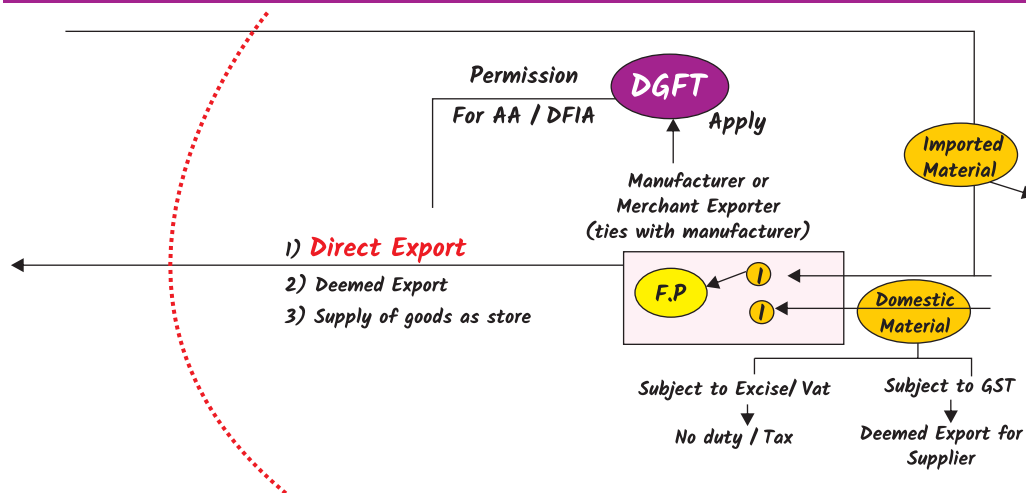 Permission
For AA / DFIA
DGFT
Apply
Imported
Material
Manufacturer or
Merchant Exporter
(ties with manufacturer)
1) Direct Export
2) Deemed Export
3) Supply of goods as store
F.P
I
I
Domestic
Material
Subject to Excise/ Vat
No duty / Tax
Subject to GST
Deemed Export for
Supplier